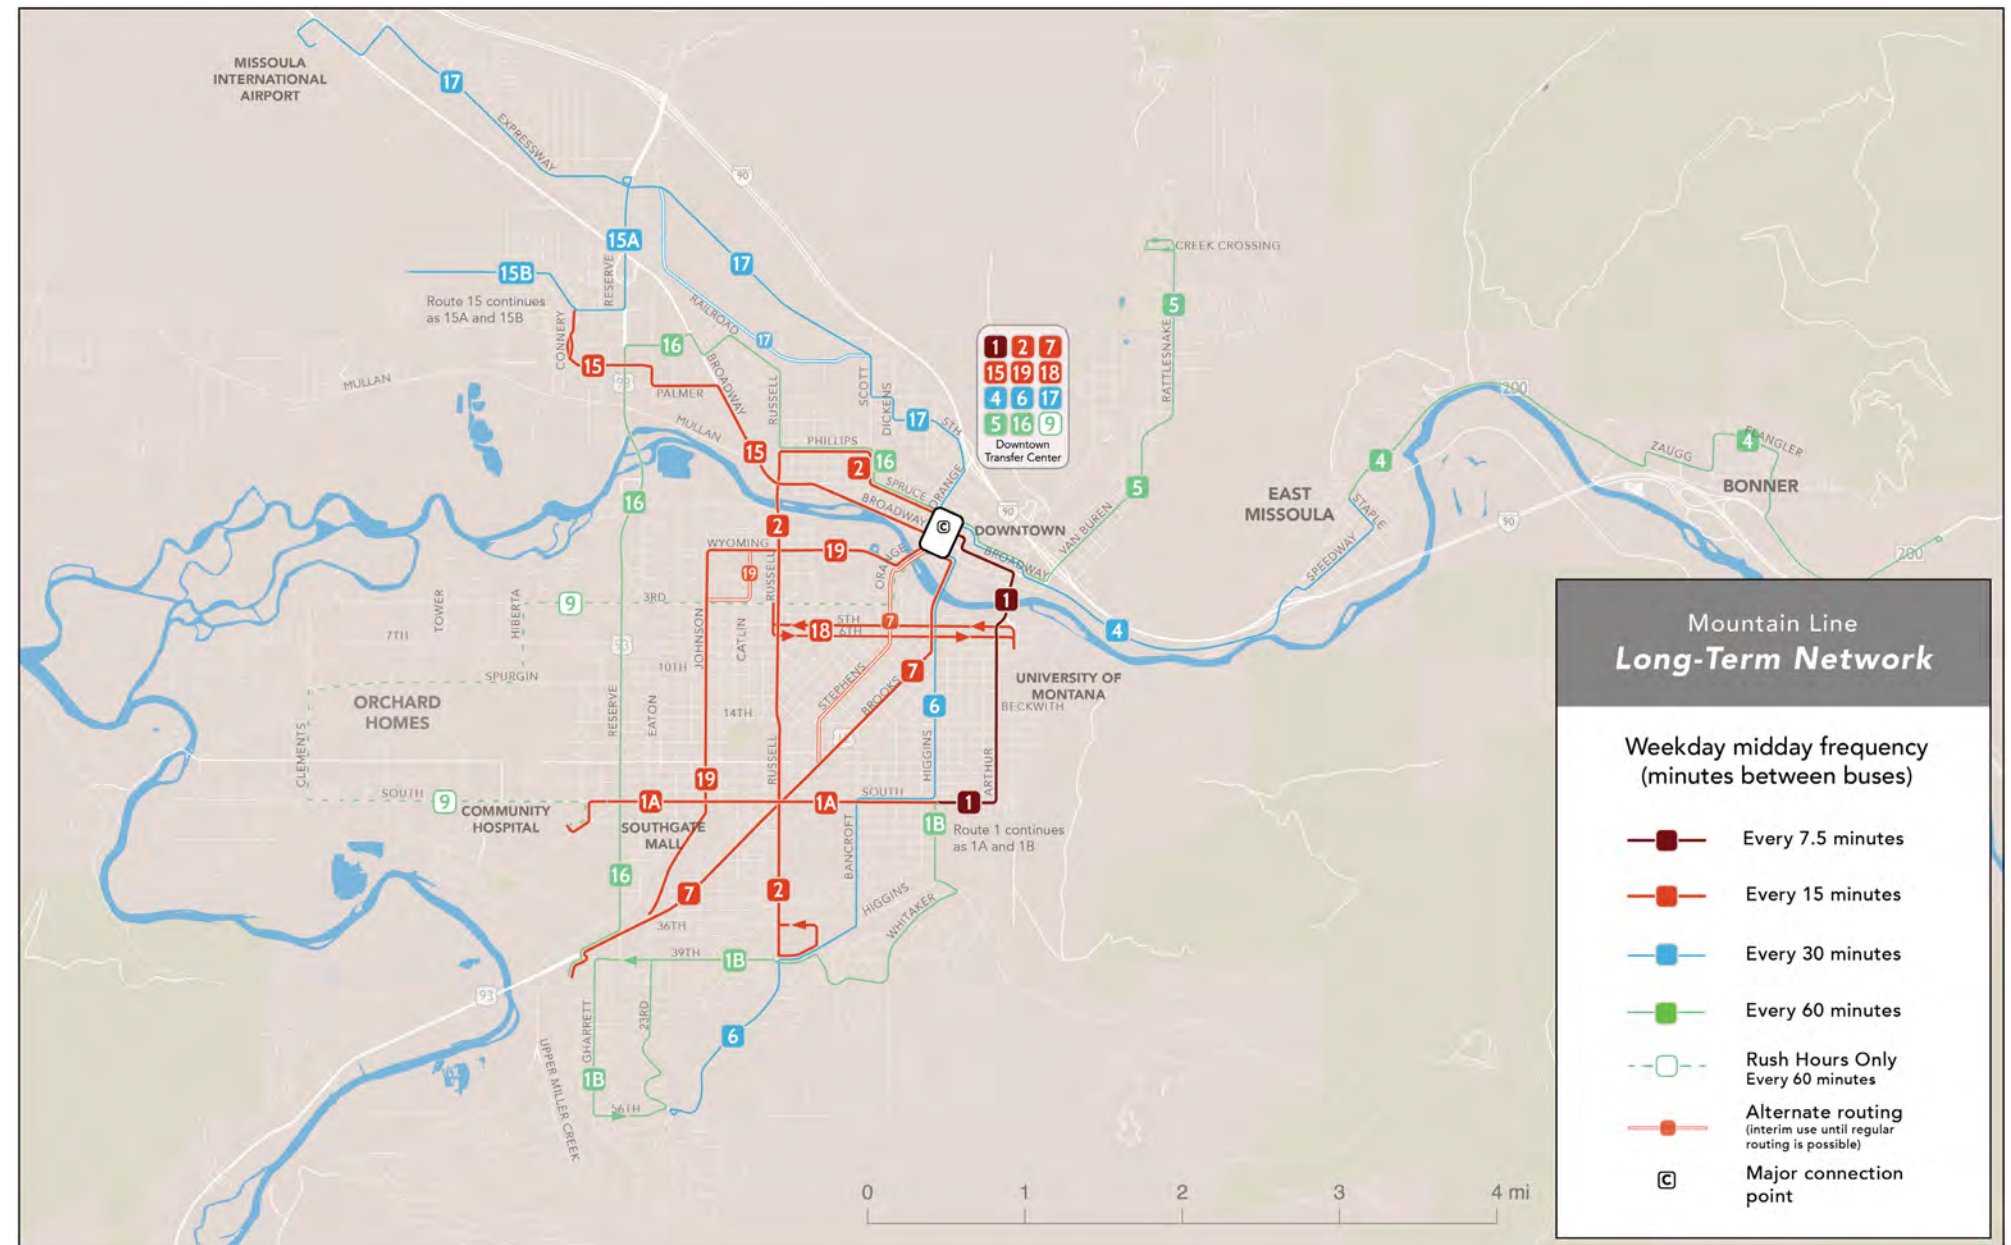 MISSOULA
INTERNATIONAL
AIRPORT
17
EXPRESSWAY
90
15A
15B
17
RESERVE
Route 15 continues
as 15A and 15B
CONNERY
RAILROAD
17
16
15
93
MULLAN
PALMER
BROADWAY
RUSSELL
SCOTT
DICKENS
17
5TH
MULLAN
15
PHILLIPS
2
16
SPRUCE
ORANGE
BROADWAY
CREEK CROSSING
5
RATTLESNAKE
1 2 7
15 19 18
4 6 17
5 16 9
Downtown
Transfer Center
5
VAN BUREN
90
C
DOWNTOWN
BROADWAY
EAST
MISSOULA
4
STAPLE
SPEEDWAY
200
90
ZAUGG
4
FLANGLER
BONNER
200
16
2
WYOMING
19
19
RUSSELL
ORANGE
1
4
TOWER
HIBERTA
9
3RD
7TH
93
JOHNSON
CATLIN
18
5TH
6TH
7
10TH
SPURGIN
STEPHENS
BROOKS
7
UNIVERSITY OF
MONTANA
BECKWITH
6
ORCHARD
HOMES
RESERVE
EATON
14TH
RUSSELL
HIGGINS
ARTHUR
CLEMENTS
19
SOUTH
9
COMMUNITY
HOSPITAL
1A
1A
SOUTH
1
SOUTHGATE
MALL
BANCROFT
1B
Route 1 continues
as 1A and 1B
16
7
2
HIGGINS
WHITAKER
36TH
39TH
1B
93
GHARRETT
23RD
6
UPPER MILLER CREEK
1B
56TH
0 1 2 3 4 mi
Mountain Line
Long-Term Network
Weekday midday frequency
(minutes between buses)
Every 7.5 minutes
Every 15 minutes
Every 30 minutes
Every 60 minutes
Rush Hours Only
Every 60 minutes
Alternate routing
(interim use until regular
routing is possible)
C
Major connection
point